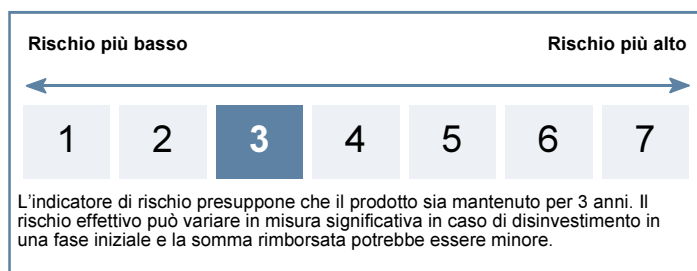 Rischio più basso Rischio più alto
1 2 3 4 5 6 7
L'indicatore di rischio presuppone che il prodotto sia mantenuto per 3 anni. Il
rischio effettivo può variare in misura significativa in caso di disinvestimento in
una fase iniziale e la somma rimborsata potrebbe essere minore.